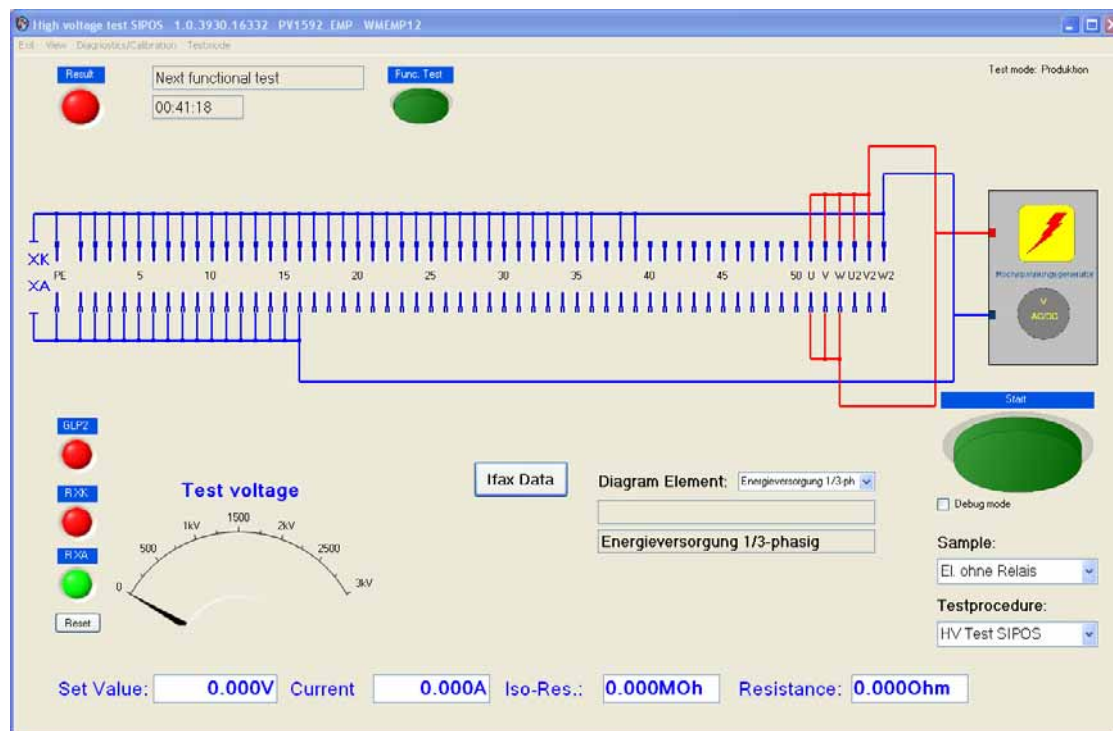 High voltage test SIPOS 1.0.3930.16332 PV1592_EMP WMEMP12
Exit View Diagnostics/Calibration Testmode
Result
Next functional test
Func. Test
Test mode: Produktion
00:41:18
XK
PE 5 10 15 20 25 30 35 40 45 50 U V W U2 V2 W2
XA
Hochspannungsgenerator
V
AC/DC
Start
GLP2
RXK
RXA
Reset
Test voltage
0 500 1kV 1500 2kV 2500 3kV
Ifax Data
Diagram Element: Energieversorgung 1/3-ph
Energieversorgung 1/3-phasig
Debug mode
Sample:
El. ohne Relais
Testprocedure:
HV Test SIPOS
Set Value: 0.000V Current 0.000A Iso-Res.: 0.000MOh Resistance: 0.000Ohm